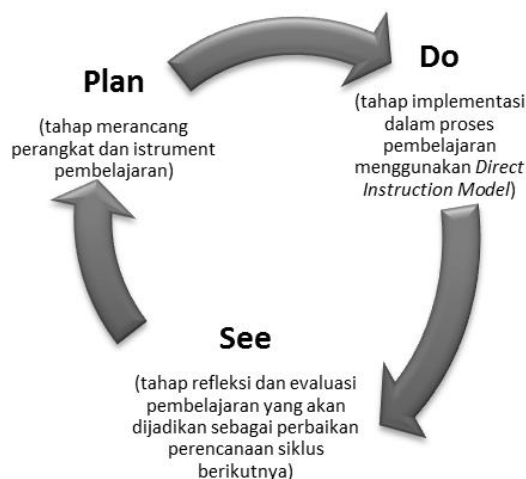 Plan
(tahap merancang
perangkat dan istrument
pembelajaran)
Do
(tahap implementasi
dalam proses
pembelajaran
menggunakan Direct
Instruction Model)
See
(tahap refleksi dan evaluasi
pembelajaran yang akan
dijadikan sebagai perbaikan
perencanaan siklus
berikutnya)